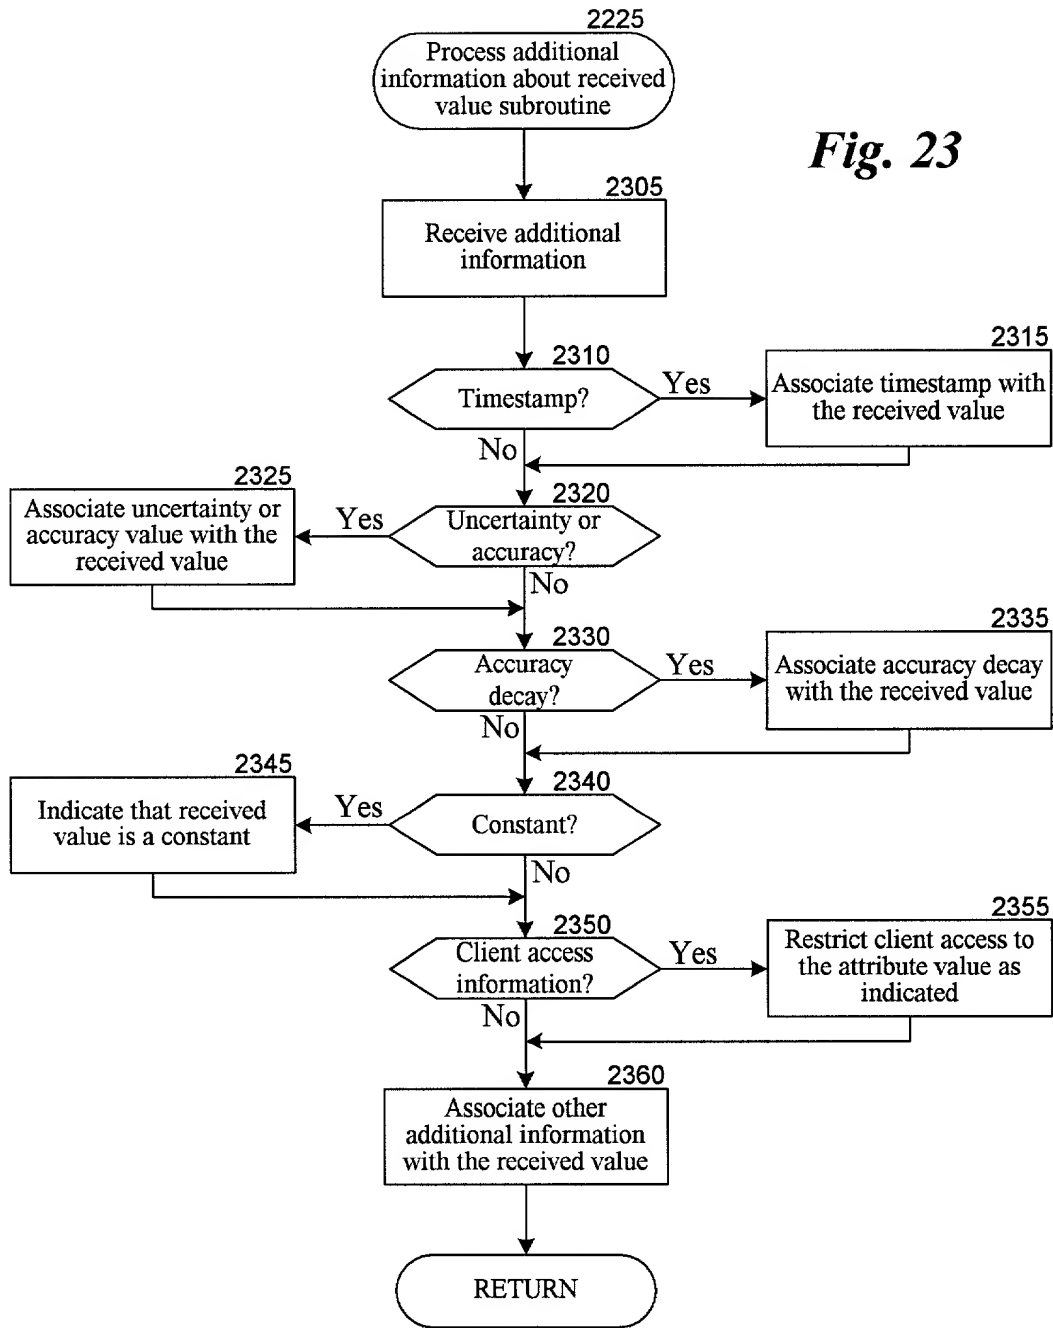 2225
Process additional
information about received
value subroutine
Fig. 23
2305
Receive additional
information
2310
Timestamp?
Yes
2315
Associate timestamp with
the received value
No
2320
Uncertainty or
accuracy?
Yes
2325
Associate uncertainty or
accuracy value with the
received value
No
2330
Accuracy
decay?
Yes
2335
Associate accuracy decay
with the received value
No
2340
Constant?
Yes
2345
Indicate that received
value is a constant
No
2350
Client access
information?
Yes
2355
Restrict client access to
the attribute value as
indicated
No
2360
Associate other
additional information
with the received value
RETURN